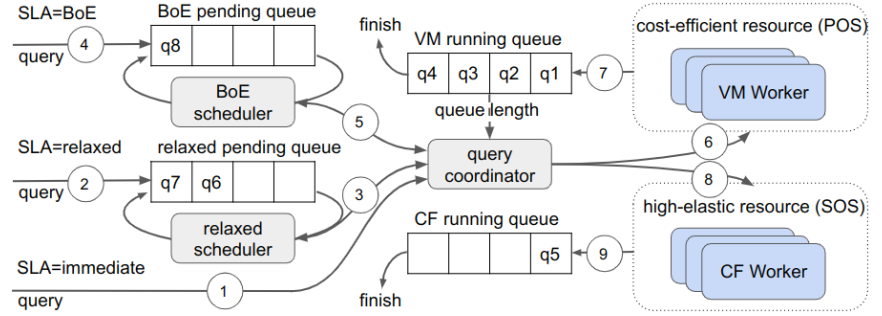 SLA=BoE
4
query
BoE pending queue
q8
BoE
scheduler
5
SLA=relaxed
2
query
relaxed pending queue
q7 q6
relaxed
scheduler
3
SLA=immediate
query
1
finish
VM running queue
q4 q3 q2 q1
7
queue length
query
coordinator
6
8
CF running queue
q5
9
finish
cost-efficient resource (POS)
VM Worker
high-elastic resource (SOS)
CF Worker